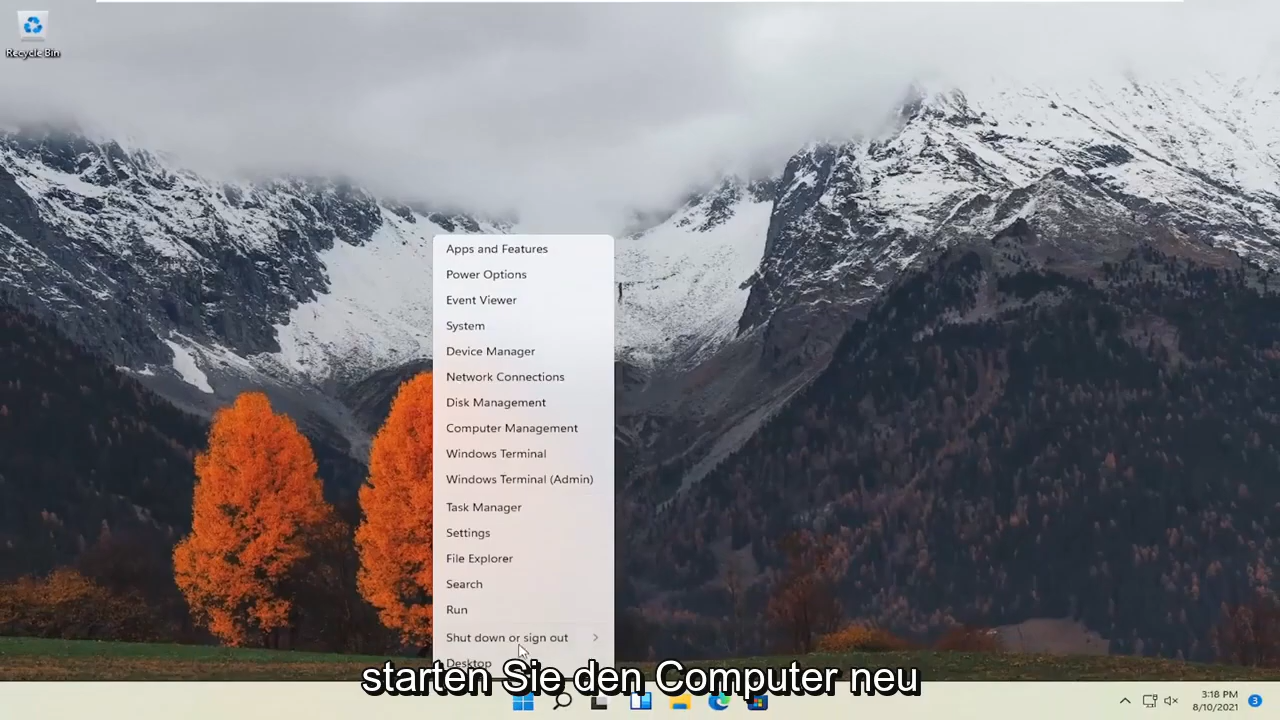 Recycle Bin
Apps and Features
Power Options
Event Viewer
System
Device Manager
Network Connections
Disk Management
Computer Management
Windows Terminal
Windows Terminal (Admin)
Task Manager
Settings
File Explorer
Search
Run
Shut down or sign out
Desktop
starten Sie den Computer neu
3:18 PM
8/10/2021
3